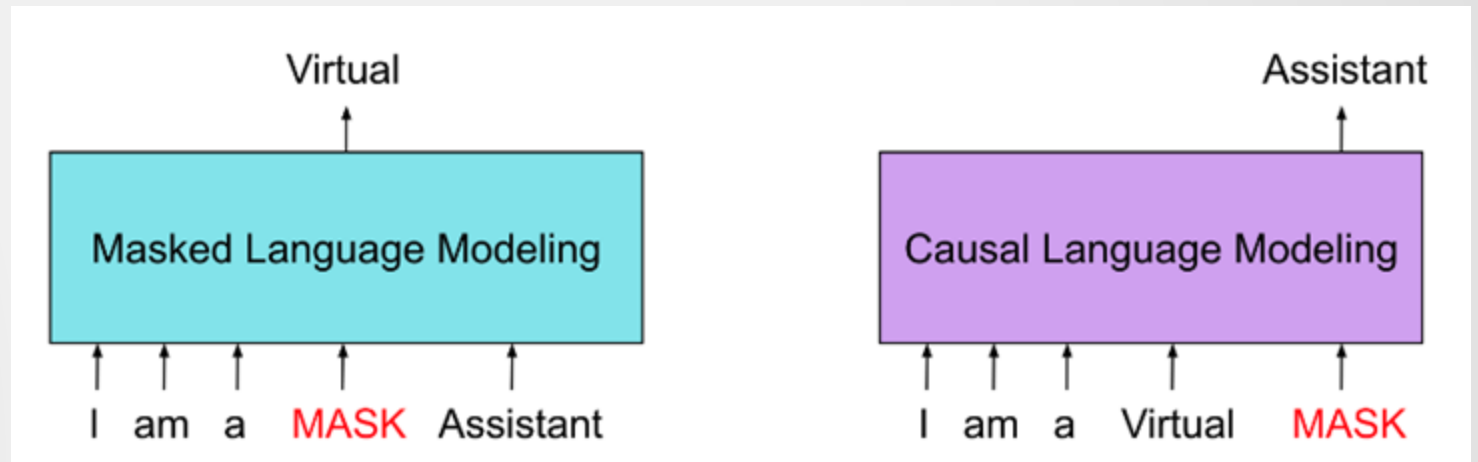 Virtual
Assistant
Masked Language Modeling
Causal Language Modeling
I am a MASK Assistant
I am a Virtual MASK